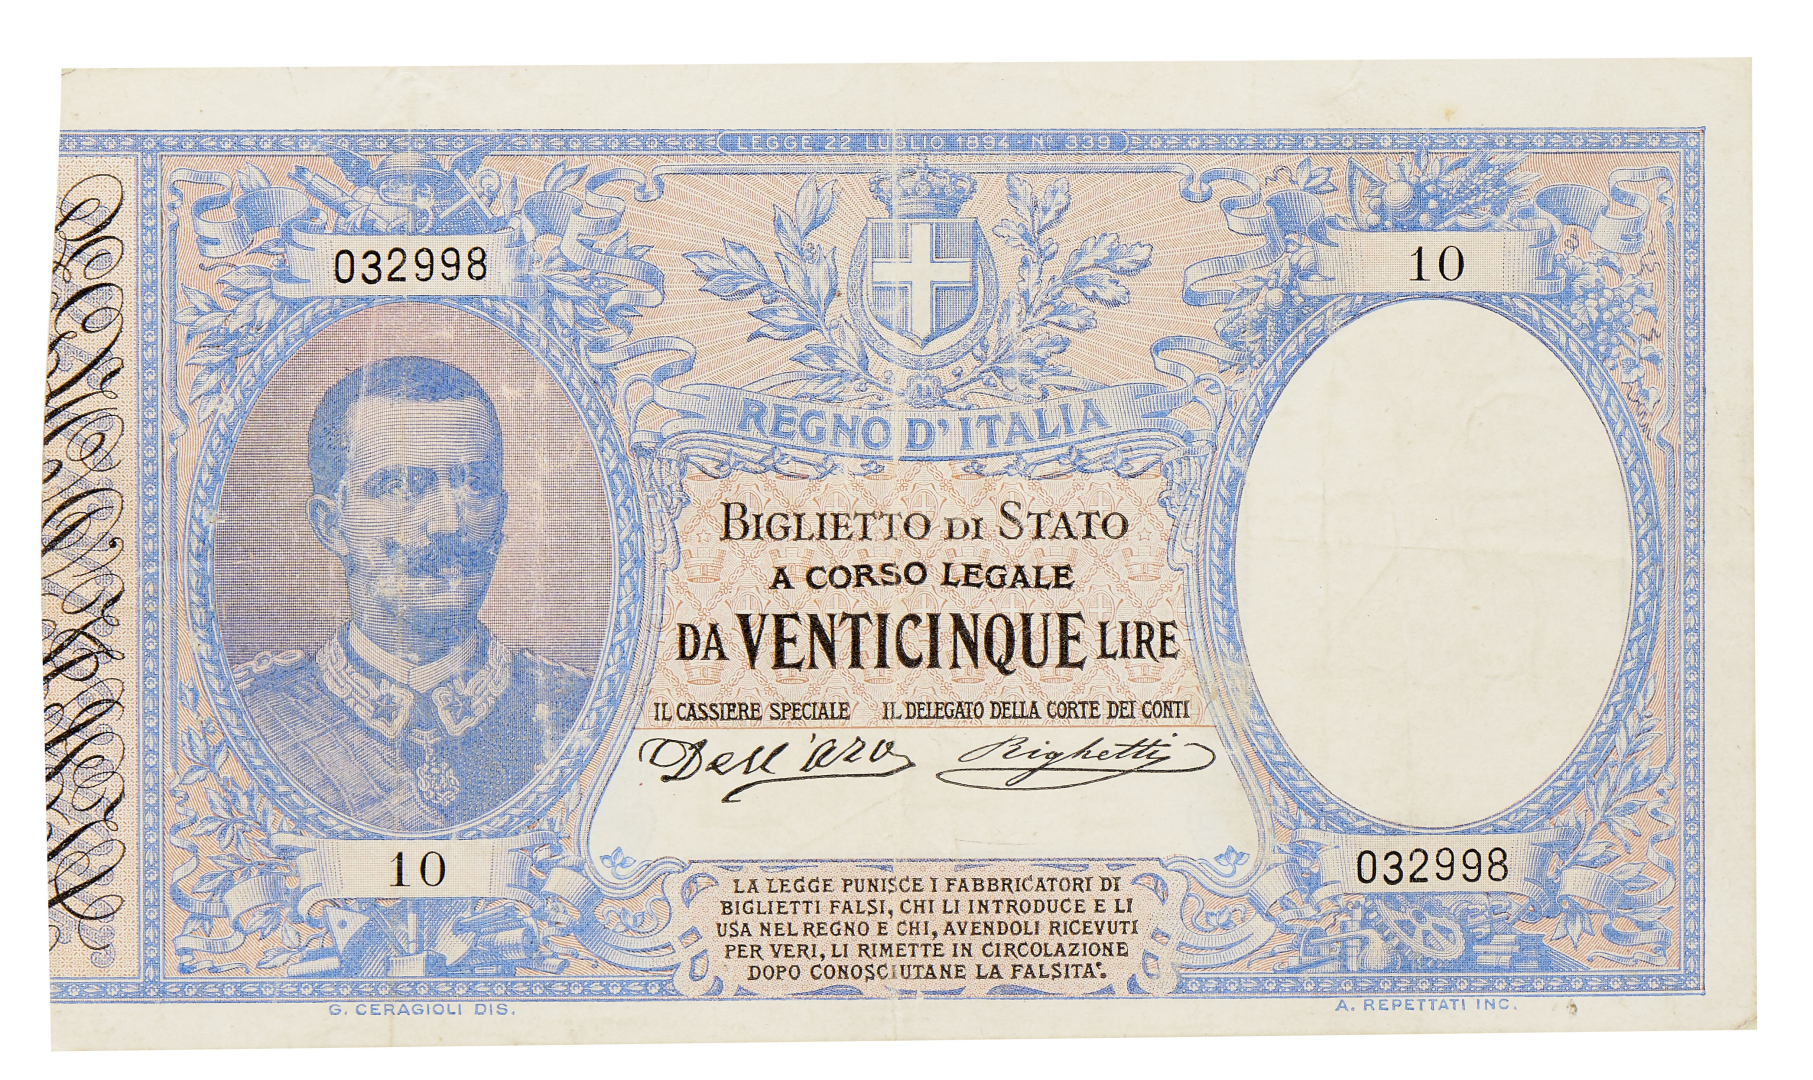 LEGGE 22 LUGLIO 1894 - N.° 339
032998
10
REGNO D'ITALIA
BIGLIETTO DI STATO
A CORSO LEGALE
DA VENTICINQUE LIRE
IL CASSIERE SPECIALE IL DELEGATO DELLA CORTE DEI CONTI
Dell'Aro Righetti
10
032998
LA LEGGE PUNISCE I FABBRICATORI DI
BIGLIETTI FALSI, CHI LI INTRODUCE E LI
USA NEL REGNO E CHI, AVENDOLI RICEVUTI
PER VERI, LI RIMETTE IN CIRCOLAZIONE
DOPO CONOSCIUTANE LA FALSITÀ.
G. CERAGIOLI DIS. A. REPETTATI INC.